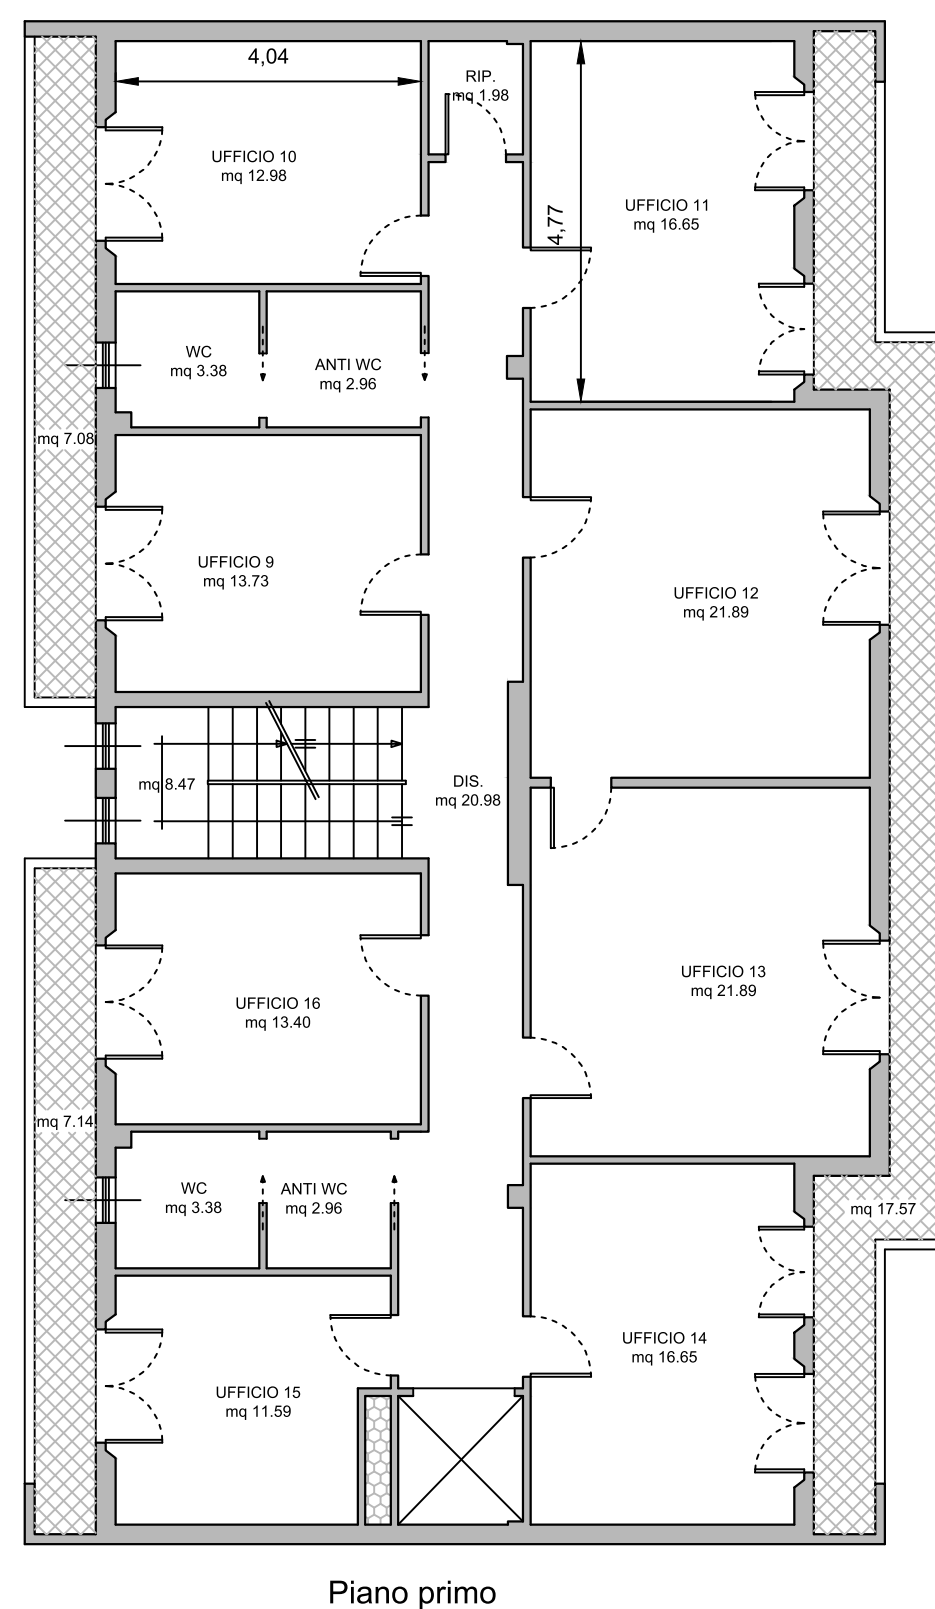 4,04
RIP.
mq 1.98
UFFICIO 10
mq 12.98
UFFICIO 11
mq 16.65
4,77
WC
mq 3.38
ANTI WC
mq 2.96
mq 7.08
UFFICIO 9
mq 13.73
UFFICIO 12
mq 21.89
mq 8.47
DIS.
mq 20.98
UFFICIO 13
mq 21.89
UFFICIO 16
mq 13.40
mq 7.14
WC
mq 3.38
ANTI WC
mq 2.96
mq 17.57
UFFICIO 14
mq 16.65
UFFICIO 15
mq 11.59
Piano primo